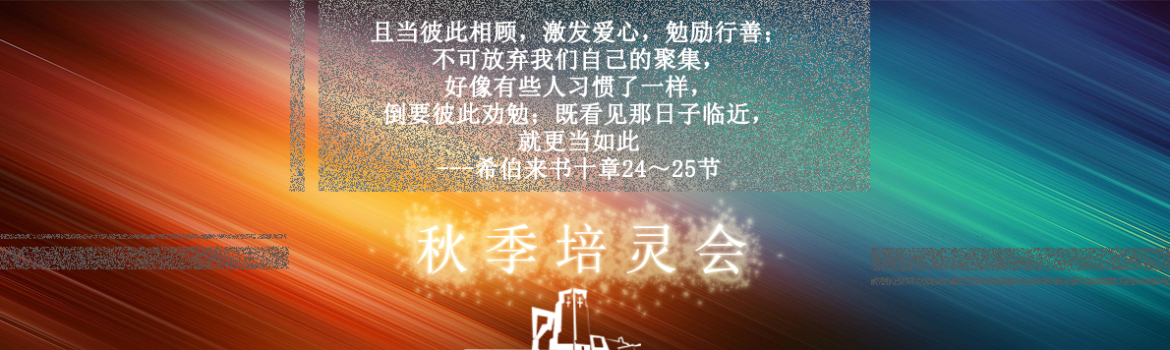 且当彼此相顾，激发爱心，勉励行善；
不可放弃我们自己的聚集，
好像有些人习惯了一样，
倒要彼此劝勉；既看见那日子临近，
就更当如此
——希伯来书十章24～25节
秋季培灵会